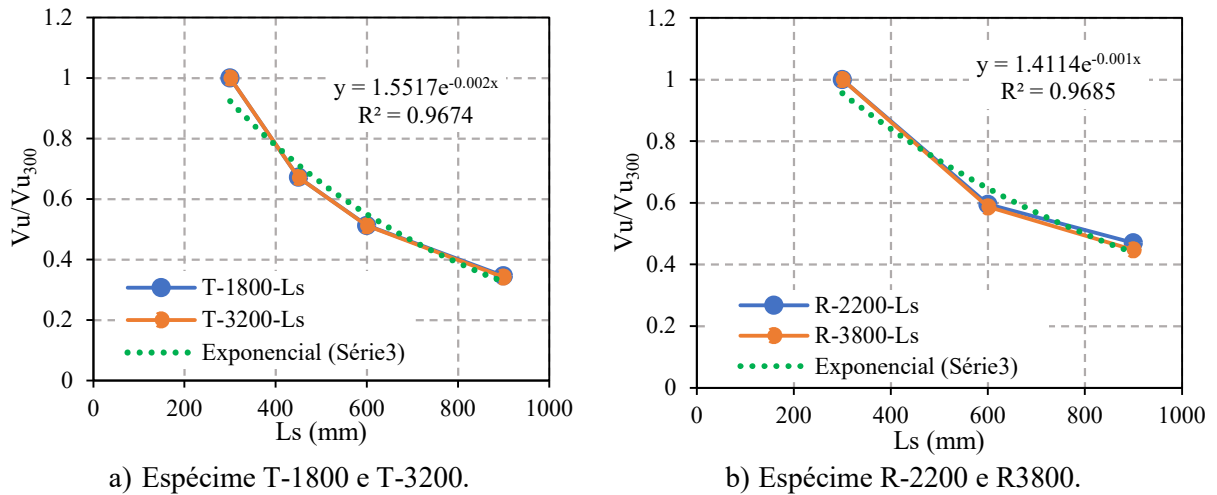 1.2
1
0.8
0.6
0.4
0.2
0
Vu/Vu300
y = 1.5517e-0.002x
R² = 0.9674
T-1800-Ls
T-3200-Ls
Exponencial (Série3)
0 200 400 600 800 1000
Ls (mm)
a) Espécime T-1800 e T-3200.
1.2
1
0.8
0.6
0.4
0.2
0
Vu/Vu300
y = 1.4114e-0.001x
R² = 0.9685
R-2200-Ls
R-3800-Ls
Exponencial (Série3)
0 200 400 600 800 1000
Ls (mm)
b) Espécime R-2200 e R3800.